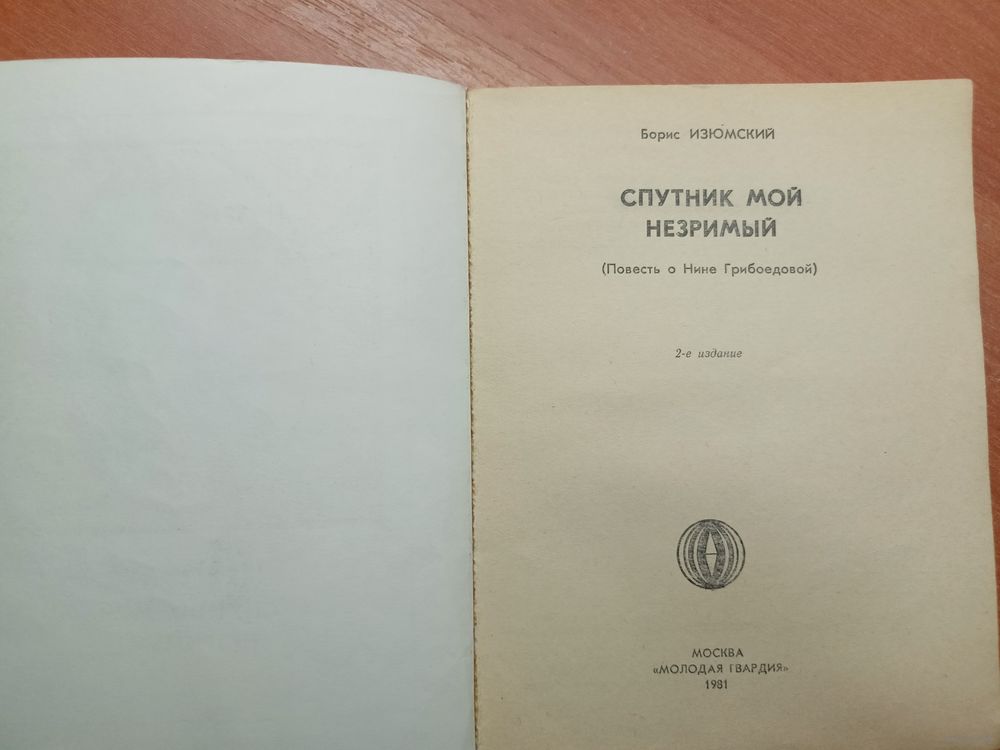 Борис ИЗЮМСКИЙ
СПУТНИК МОЙ
НЕЗРИМЫЙ
(Повесть о Нине Грибоедовой)
2-е издание
МОСКВА
«МОЛОДАЯ ГВАРДИЯ»
1981